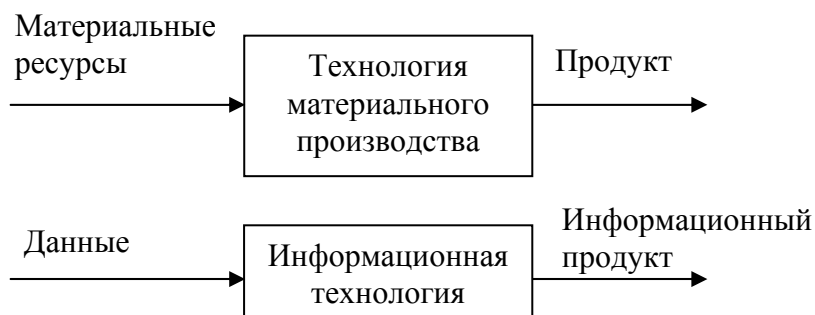 Материальные
ресурсы
Технология
материального
производства
Продукт
Данные
Информационная
технология
Информационный
продукт